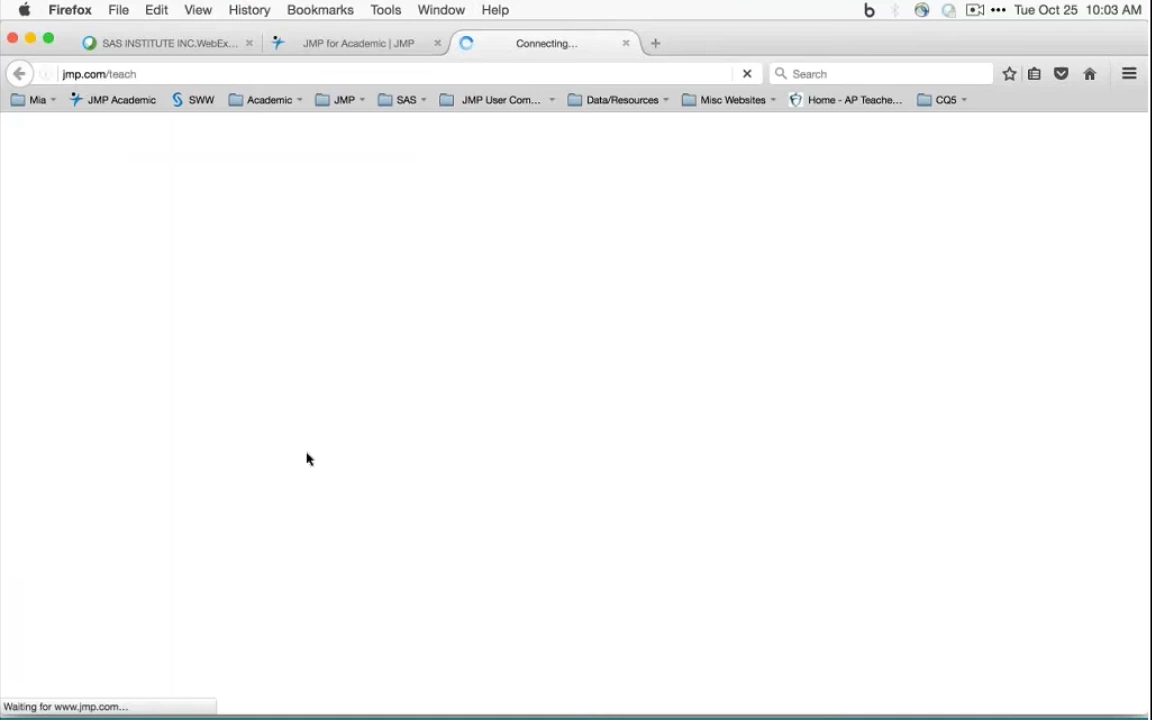 Firefox File Edit View History Bookmarks Tools Window Help Tue Oct 25 10:03 AM
SAS INSTITUTE INC.WebEx... JMP for Academic | JMP Connecting...
jmp.com/teach Search
Mia JMP Academic SWW Academic JMP SAS JMP User Com... Data/Resources Misc Websites Home - AP Teache... CQ5
Waiting for www.jmp.com...